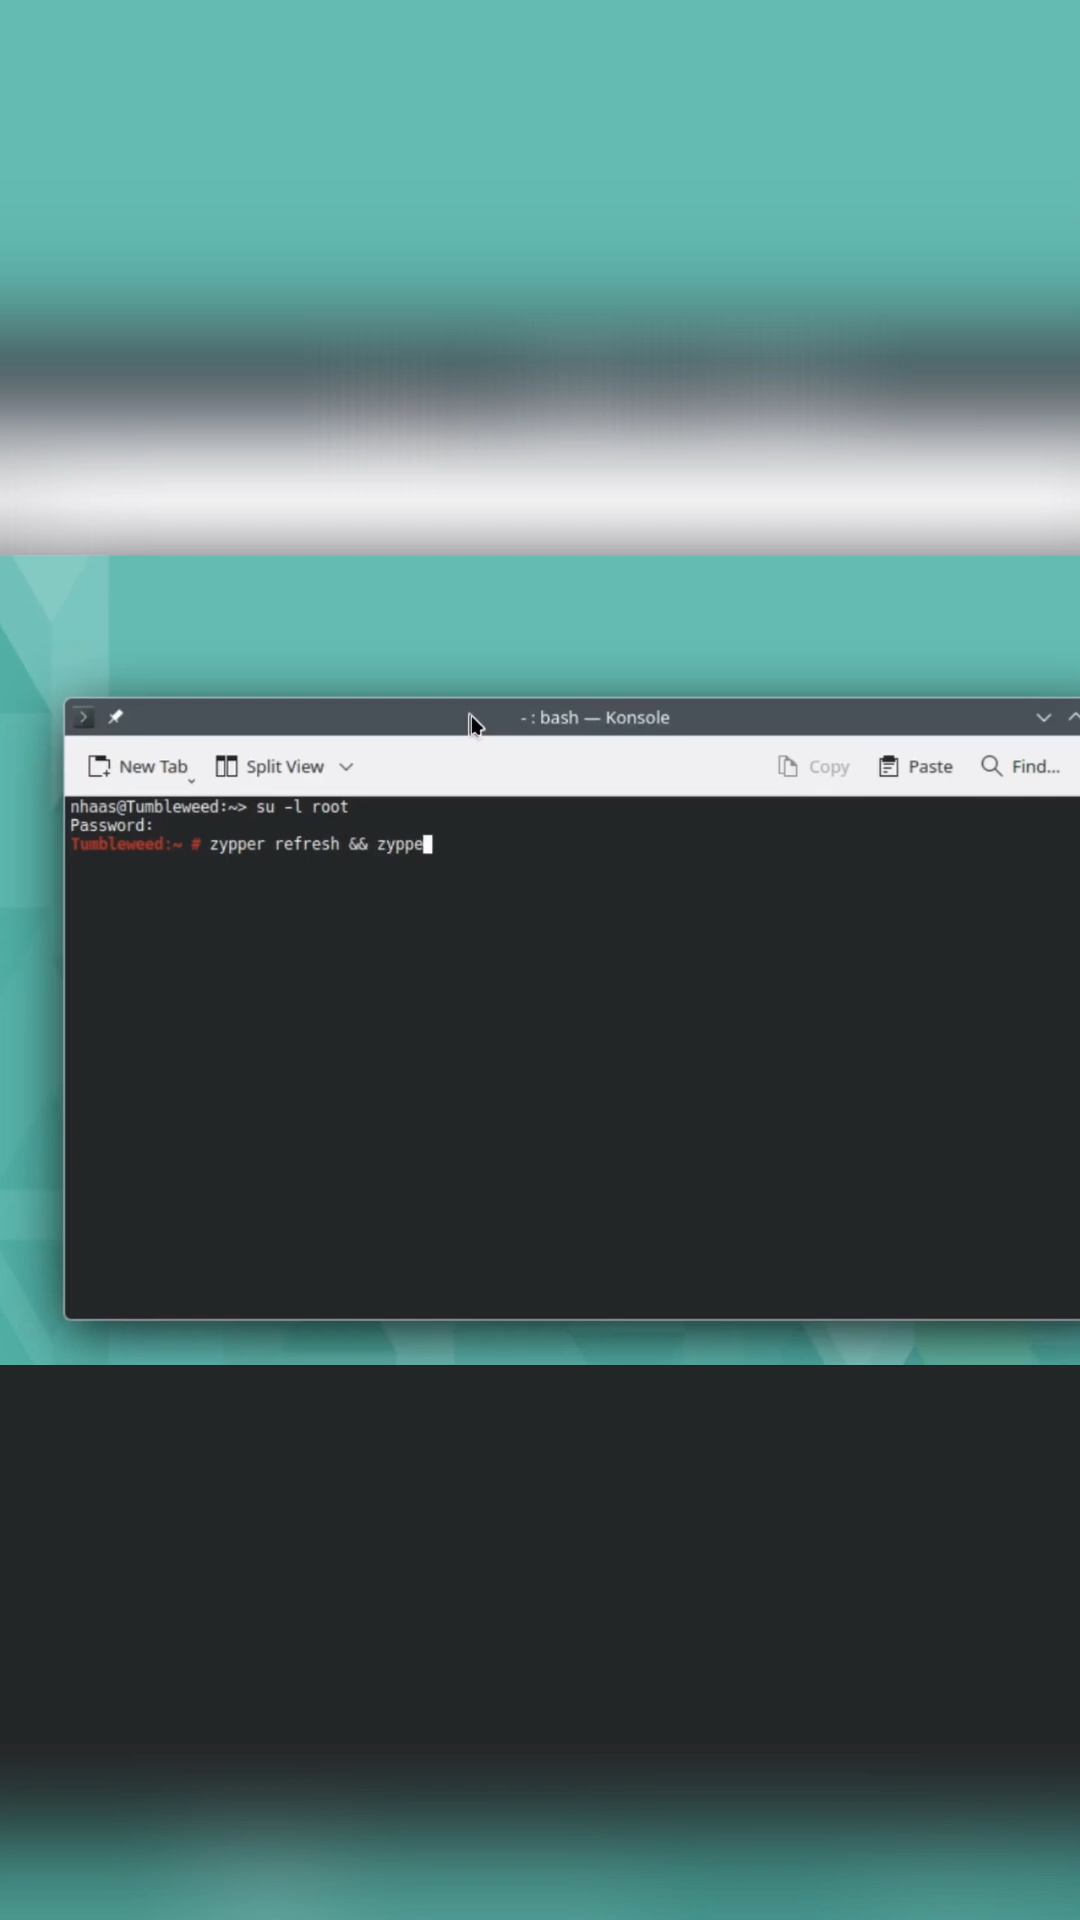 - : bash — Konsole
New Tab
Split View
Copy
Paste
Find...
nhaas@Tumbleweed:~> su -l root
Password:
Tumbleweed:~ # zypper refresh && zyppe